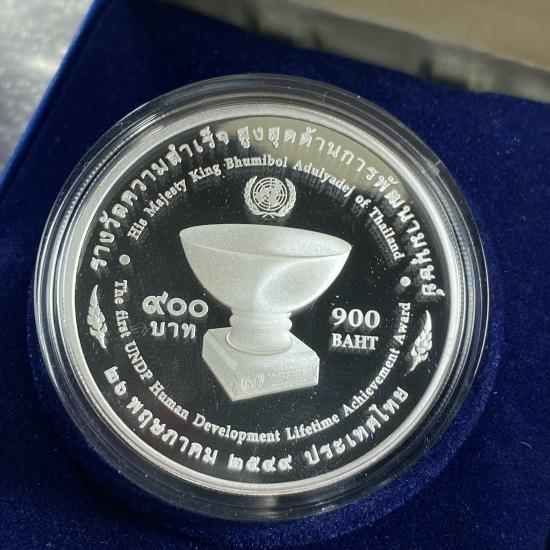 รางวัลความสำเร็จ สูงสุดด้านการพัฒนามนุษย์
His Majesty King Bhumibol Adulyadej of Thailand
๙๐๐
บาท
900
BAHT
The first UNDP Human Development Lifetime Achievement Award
๒๖ พฤษภาคม ๒๕๔๙ ประเทศไทย